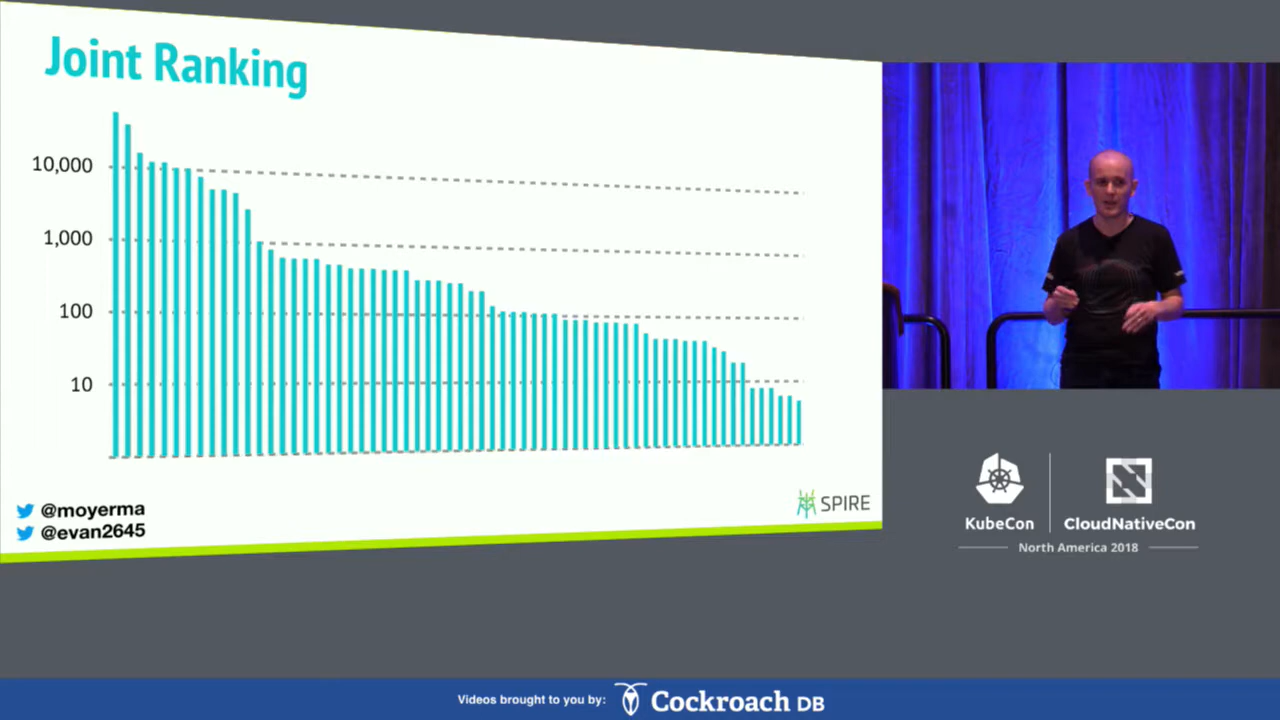 Joint Ranking
10,000
1,000
100
10
@moyerma
@evan2645
SPIRE
KubeCon
CloudNativeCon
North America 2018
Videos brought to you by:
Cockroach DB